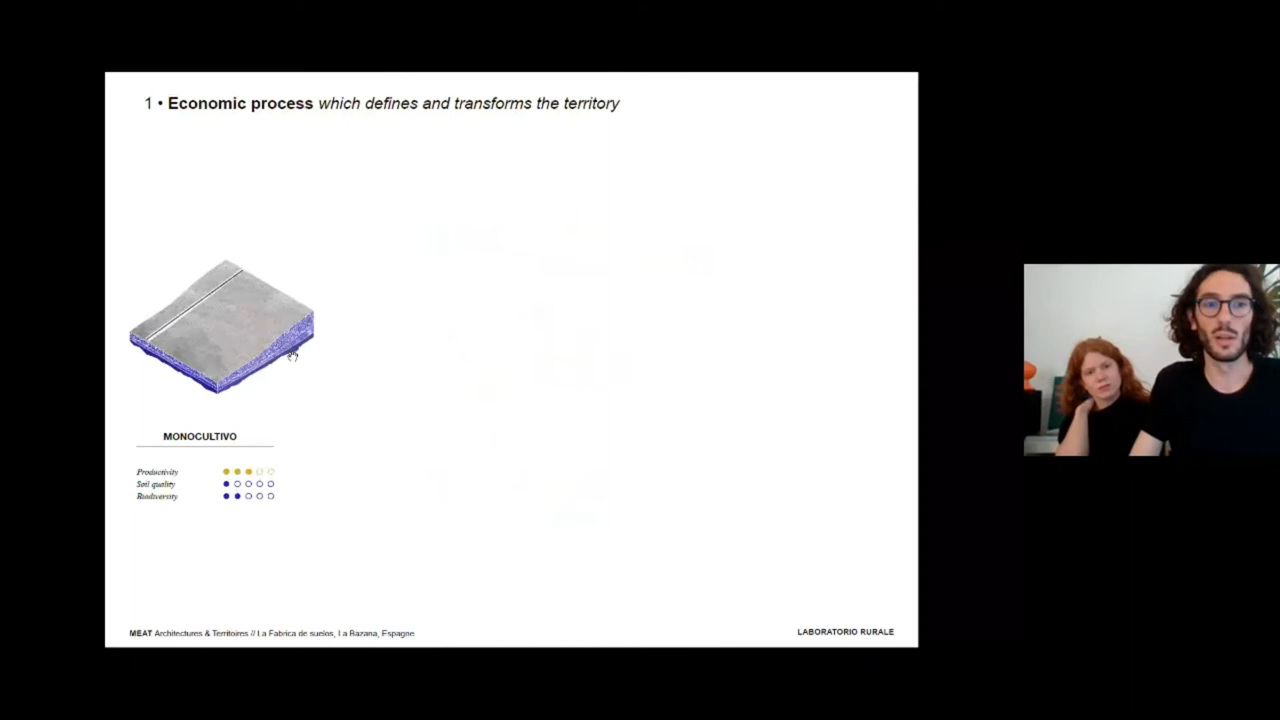 1 • Economic process which defines and transforms the territory
MONOCULTIVO
Productivity
Soil quality
Biodiversity
MEAT Architectures & Territoires // La Fabrica de suelos, La Bazana, Espagne
LABORATORIO RURALE